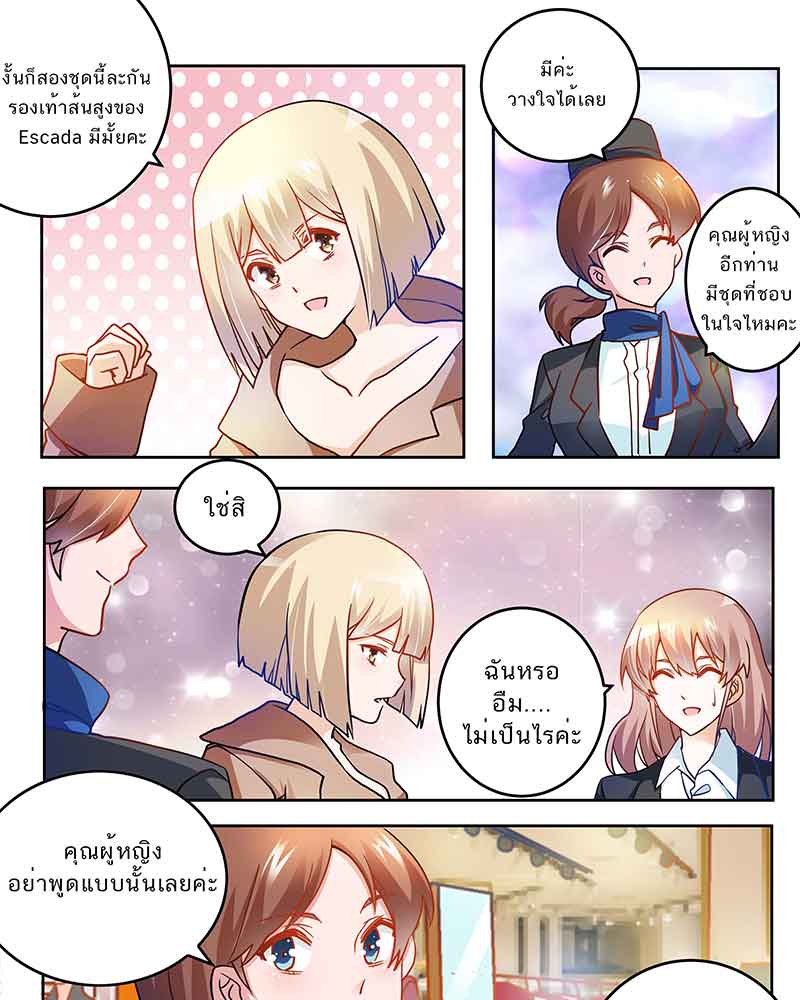 งั้นก็สองชุดนี้ละกัน
รองเท้าส้นสูงของ
Escada มีมั้ยคะ
มีค่ะ
วางใจได้เลย
คุณผู้หญิง
อีกท่าน
มีชุดที่ชอบ
ในใจไหมคะ
ใช่สิ
ฉันหรอ
อืม....
ไม่เป็นไรค่ะ
คุณผู้หญิง
อย่าพูดแบบนั้นเลยค่ะ